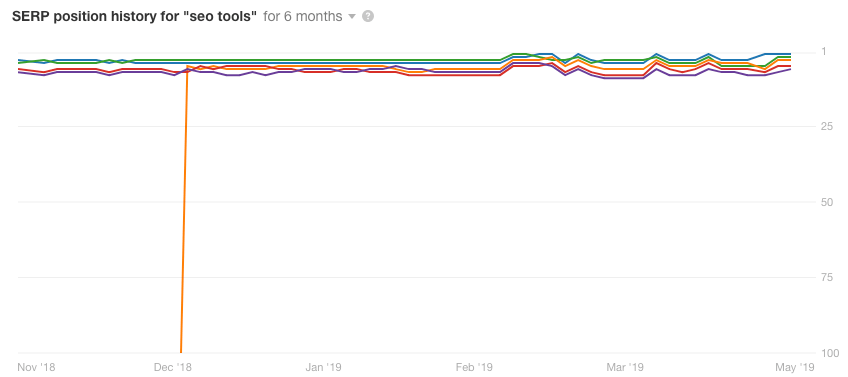 SERP position history for "seo tools" for 6 months ?
1
25
50
75
100
Nov '18 Dec '18 Jan '19 Feb '19 Mar '19 May '19